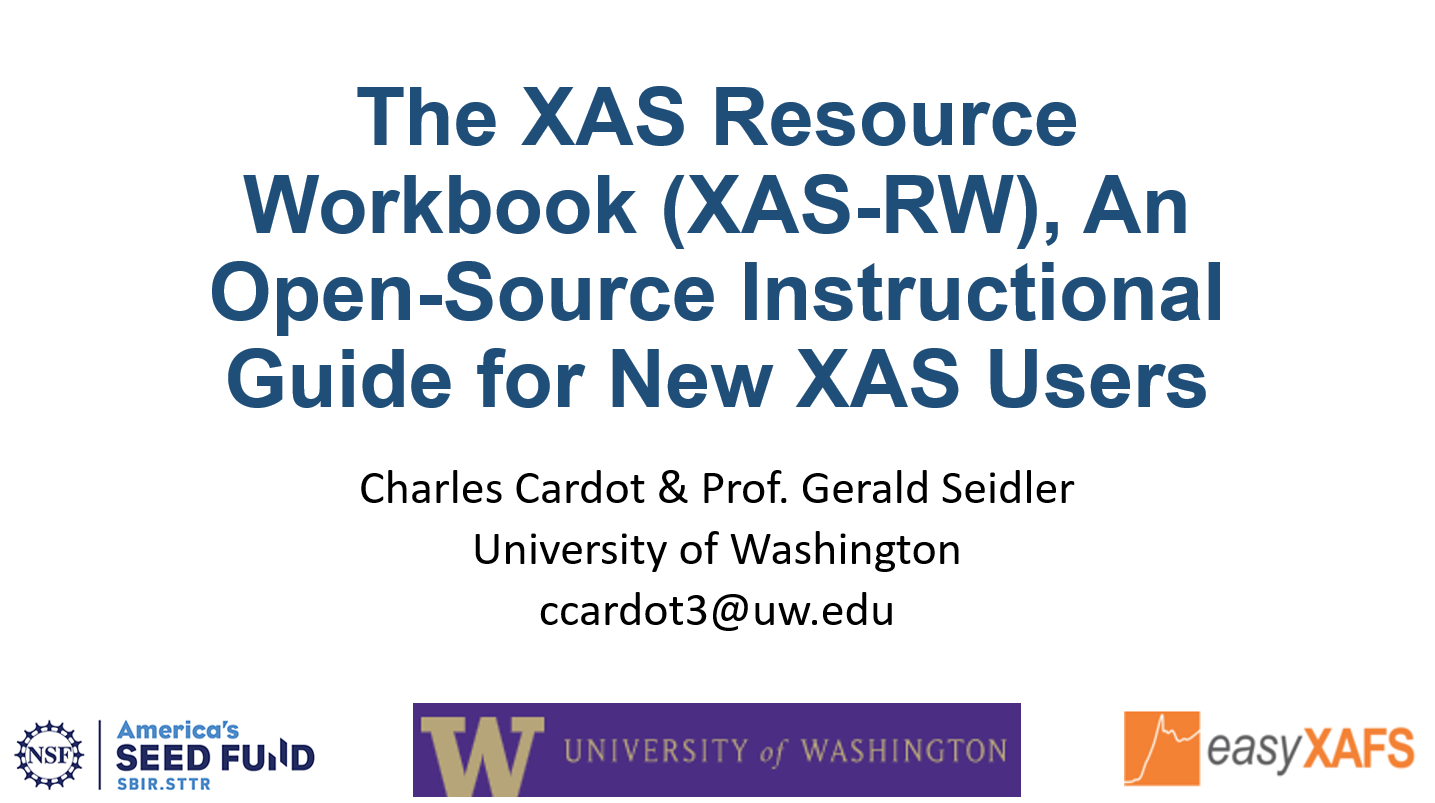 The XAS Resource
Workbook (XAS-RW), An
Open-Source Instructional
Guide for New XAS Users
Charles Cardot & Prof. Gerald Seidler
University of Washington
ccardot3@uw.edu
NSF
America's
SEED FUND
SBIR.STTR
W
UNIVERSITY of WASHINGTON
easyXAFS